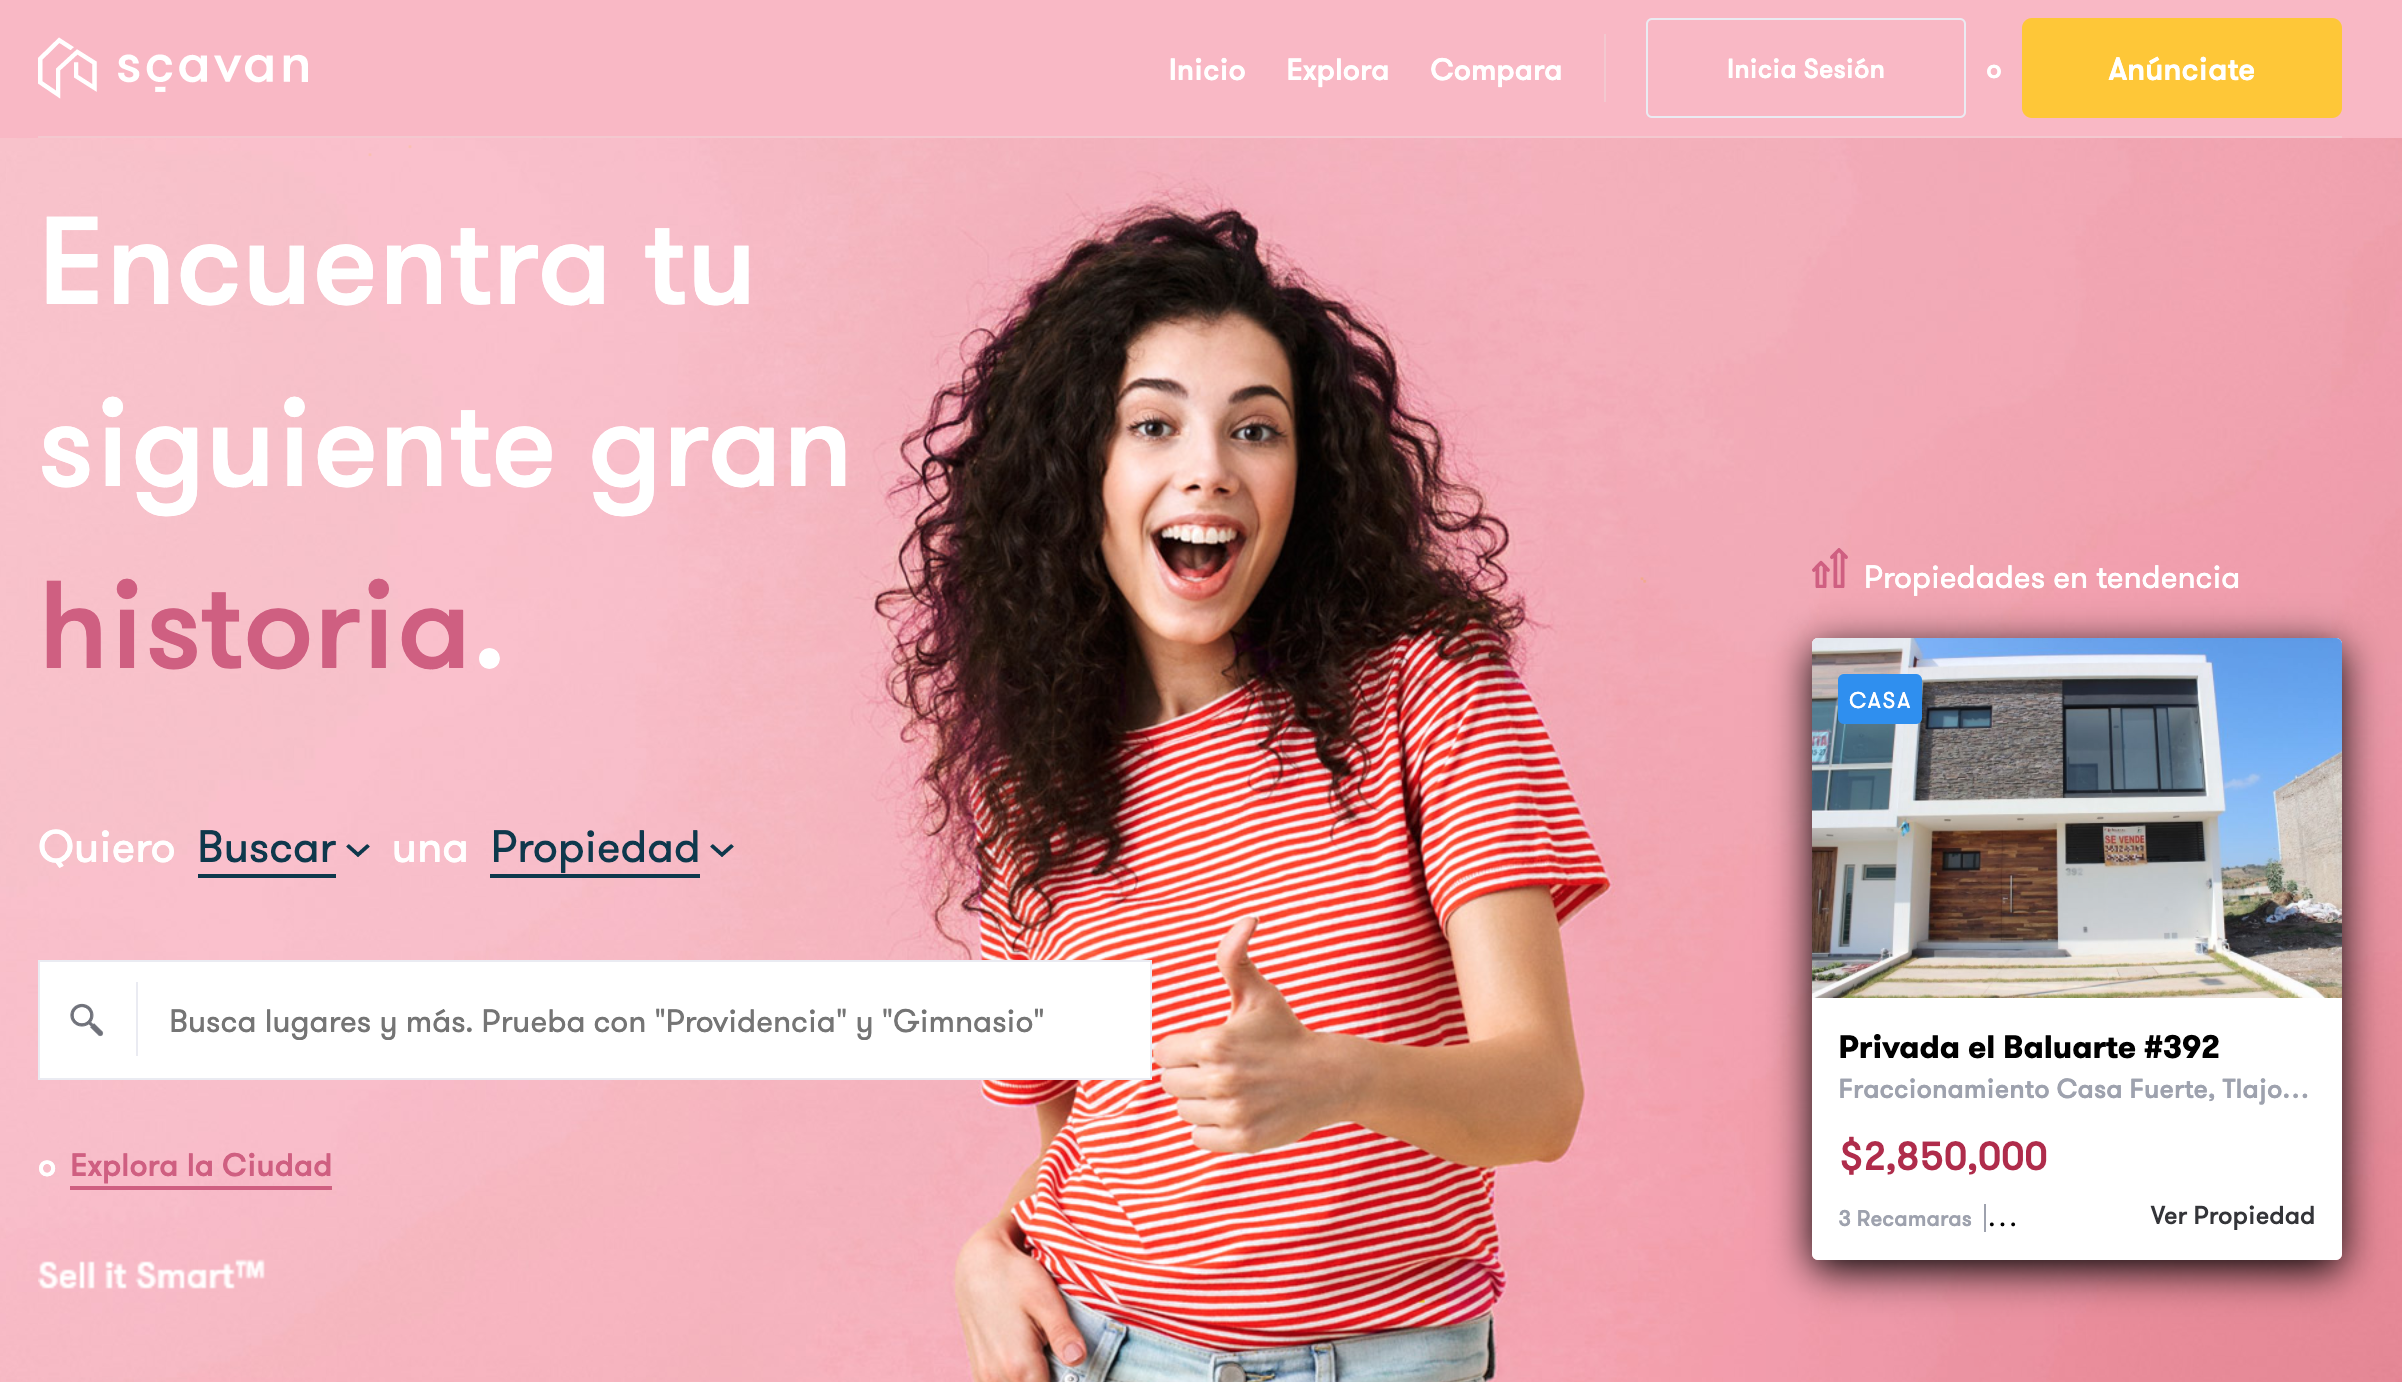 sçavan
Inicio Explora Compara Inicia Sesión o Anúnciate
Encuentra tu
siguiente gran
historia.
Quiero Buscar una Propiedad
Busca lugares y más. Prueba con "Providencia" y "Gimnasio"
o Explora la Ciudad
Sell it Smart™
Propiedades en tendencia
CASA
SE VENDE
392
Privada el Baluarte #392
Fraccionamiento Casa Fuerte, Tlajo...
$2,850,000
3 Recamaras |... Ver Propiedad